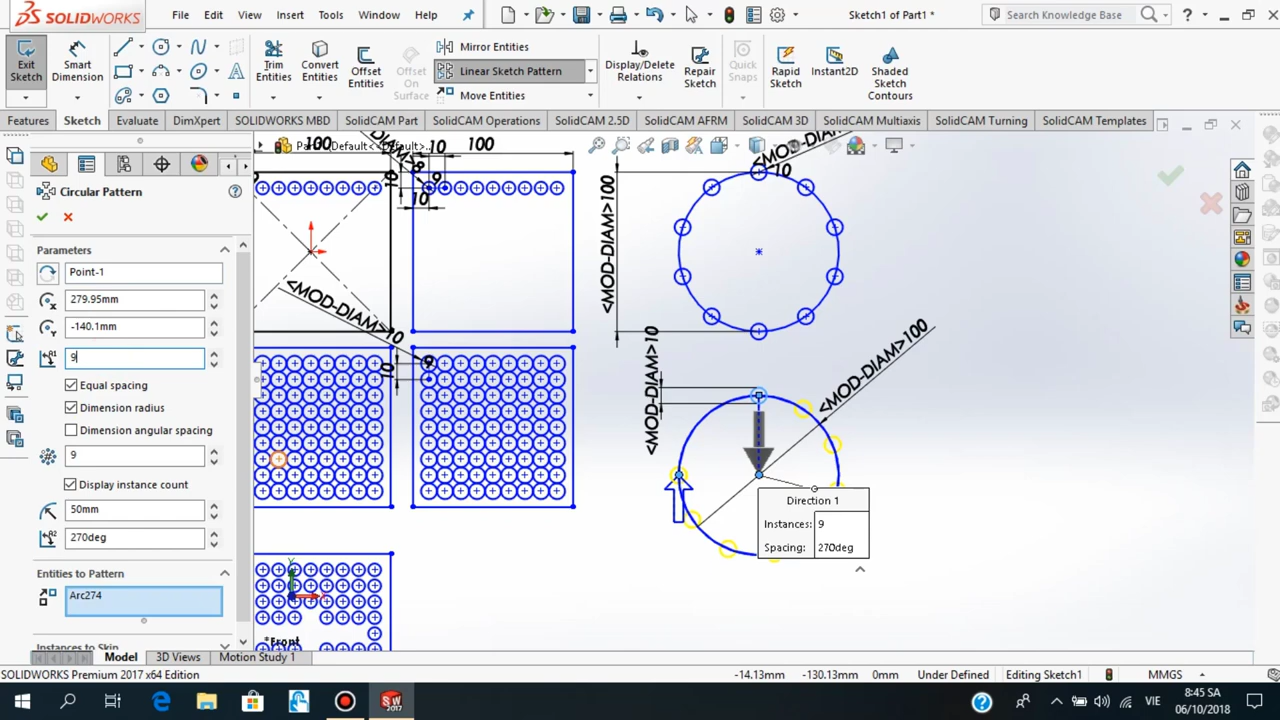 SOLIDWORKS
File Edit View Insert Tools Window Help
Sketch1 of Part1 *
Search Knowledge Base
Exit Sketch
Smart Dimension
Trim Entities
Convert Entities
Offset Entities
Offset On Surface
Mirror Entities
Linear Sketch Pattern
Move Entities
Display/Delete Relations
Repair Sketch
Quick Snaps
Rapid Sketch
Instant2D
Shaded Sketch Contours
Features Sketch Evaluate DimXpert SOLIDWORKS MBD SolidCAM Part SolidCAM Operations SolidCAM 2.5D SolidCAM AFRM SolidCAM 3D SolidCAM Multiaxis SolidCAM Turning SolidCAM Templates
Circular Pattern
Parameters
Point-1
279.95mm
-140.1mm
9
Equal spacing
Dimension radius
Dimension angular spacing
9
Display instance count
50mm
270deg
Entities to Pattern
Arc274
Instances to Skip
100
100
10
9
10
10
<MOD-DIAM>10
9
10
<MOD-DIAM>100
10
<MOD-DIAM>10
<MOD-DIAM>100
Direction 1
Instances: 9
Spacing: 270deg
Y
X
*Front
Model 3D Views Motion Study 1
SOLIDWORKS Premium 2017 x64 Edition
-14.13mm -130.13mm 0mm Under Defined Editing Sketch1 MMGS
VIE
8:45 SA
06/10/2018